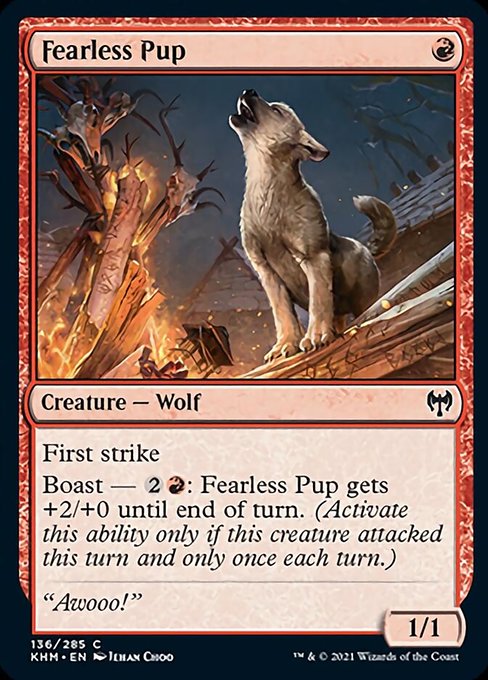 Fearless Pup
Creature — Wolf
First strike
Boast — 2 : Fearless Pup gets
+2/+0 until end of turn. (Activate
this ability only if this creature attacked
this turn and only once each turn.)
“Awooo!”
1/1
136/285 C
KHM • EN Ilhan Choo
™ & © 2021 Wizards of the Coast